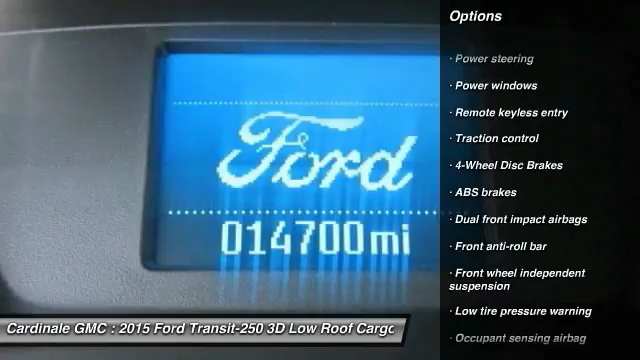 Options
· Power steering
· Power windows
· Remote keyless entry
· Traction control
· 4-Wheel Disc Brakes
· ABS brakes
· Dual front impact airbags
· Front anti-roll bar
· Front wheel independent
suspension
· Low tire pressure warning
· Occupant sensing airbag
Ford
014700mi
Cardinale GMC : 2015 Ford Transit-250 3D Low Roof Cargo